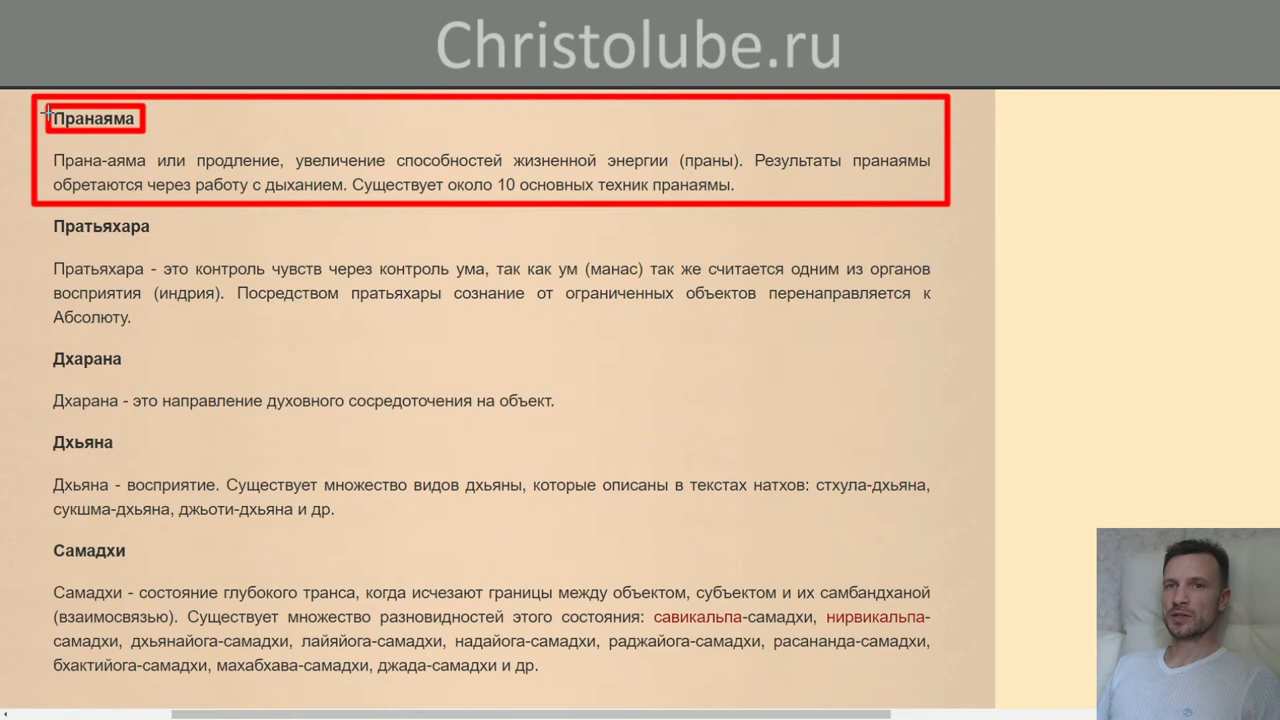 Christolube.ru
Пранаяма
Прана-аяма или продление, увеличение способностей жизненной энергии (праны). Результаты пранаямы
обретаются через работу с дыханием. Существует около 10 основных техник пранаямы.
Пратьяхара
Пратьяхара - это контроль чувств через контроль ума, так как ум (манас) так же считается одним из органов
восприятия (индрия). Посредством пратьяхары сознание от ограниченных объектов перенаправляется к
Абсолюту.
Дхарана
Дхарана - это направление духовного сосредоточения на объект.
Дхьяна
Дхьяна - восприятие. Существует множество видов дхьяны, которые описаны в текстах натхов: стхула-дхьяна,
сукшма-дхьяна, джьоти-дхьяна и др.
Самадхи
Самадхи - состояние глубокого транса, когда исчезают границы между объектом, субъектом и их самбандханой
(взаимосвязью). Существует множество разновидностей этого состояния: савикальпа-самадхи, нирвикальпа-
самадхи, дхьянайога-самадхи, лайяйога-самадхи, надайога-самадхи, раджайога-самадхи, расананда-самадхи,
бхактийога-самадхи, махабхава-самадхи, джада-самадхи и др.